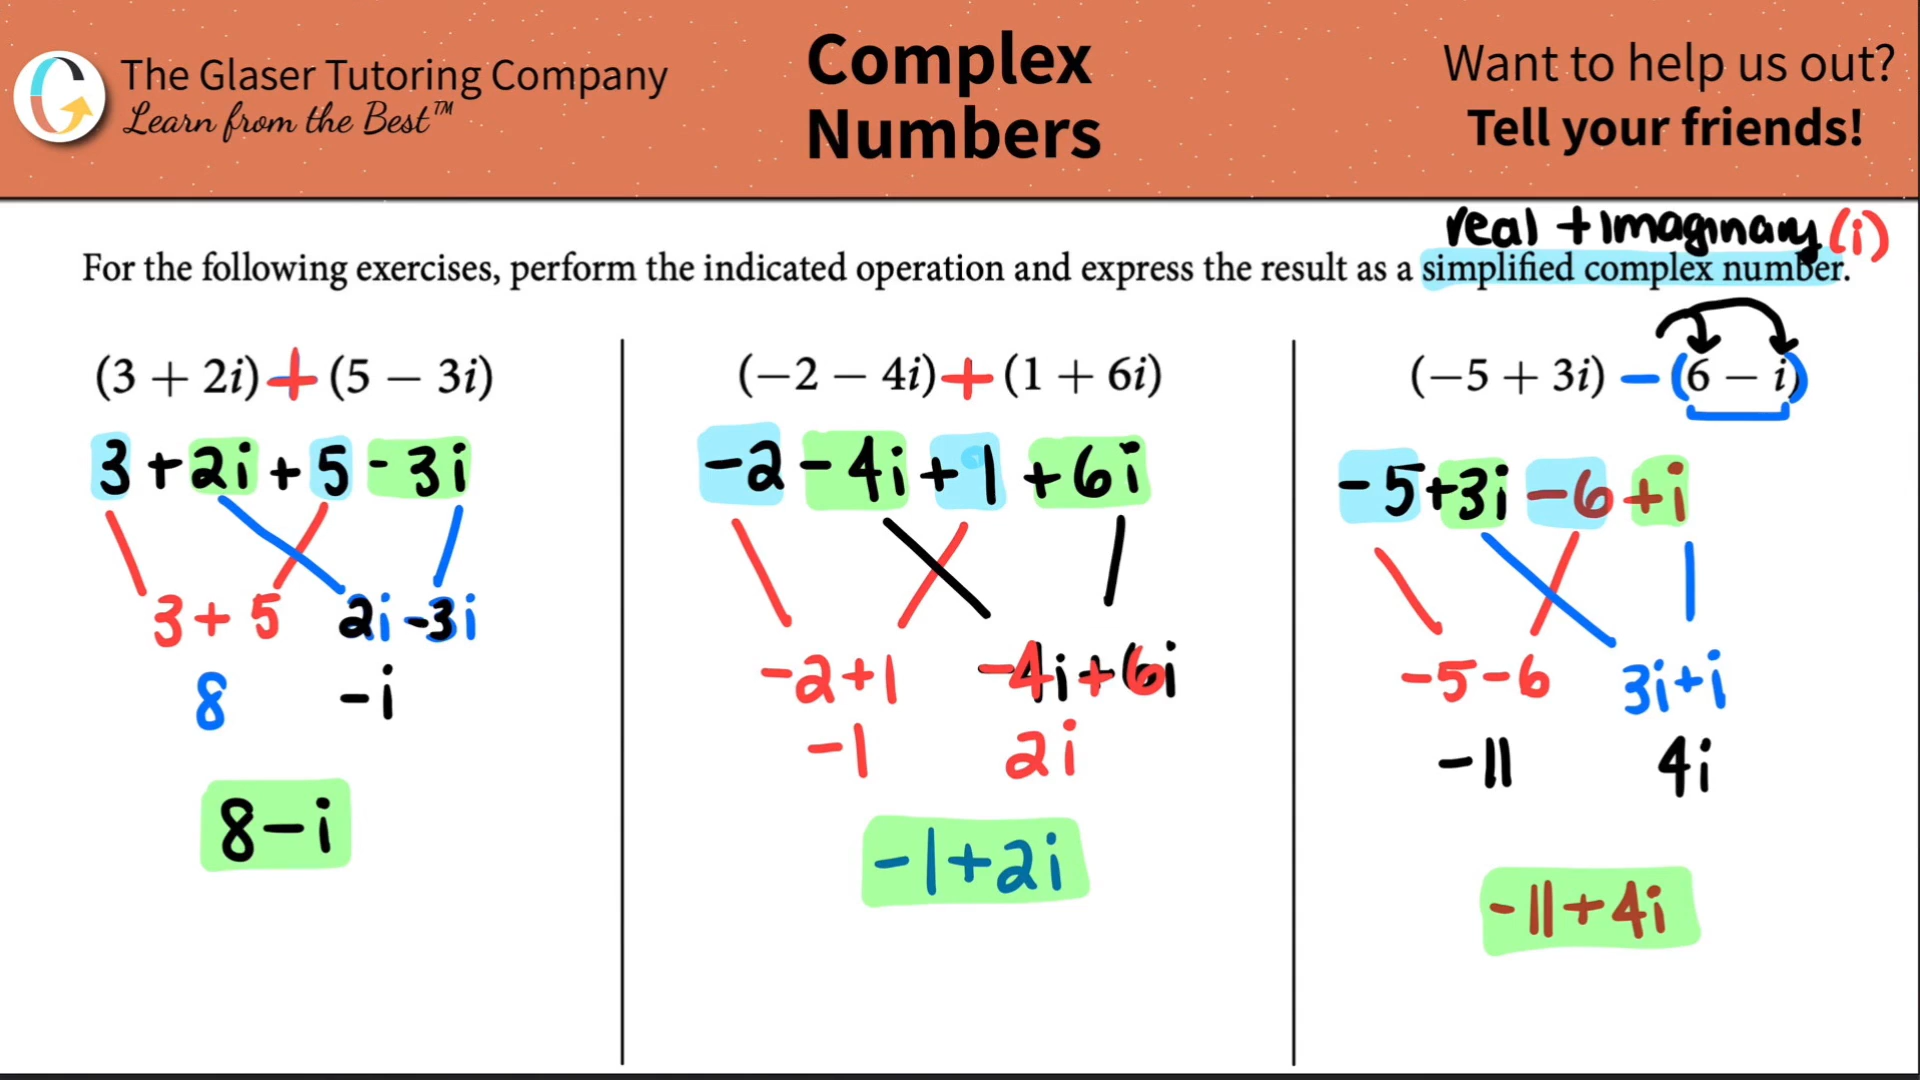 The Glaser Tutoring Company
Learn from the Best™
Complex
Numbers
Want to help us out?
Tell your friends!
real + Imaginary (i)
For the following exercises, perform the indicated operation and express the result as a simplified complex number.
(3 + 2i) + (5 − 3i)
3 + 2i + 5 - 3i
3 + 5 2i - 3i
8 -i
8 - i
(−2 − 4i) + (1 + 6i)
-2 - 4i + 1 + 6i
-2 + 1 -4i + 6i
-1 2i
-1 + 2i
(−5 + 3i) − (6 − i)
-5 + 3i - 6 + i
-5 - 6 3i + i
-11 4i
-11 + 4i